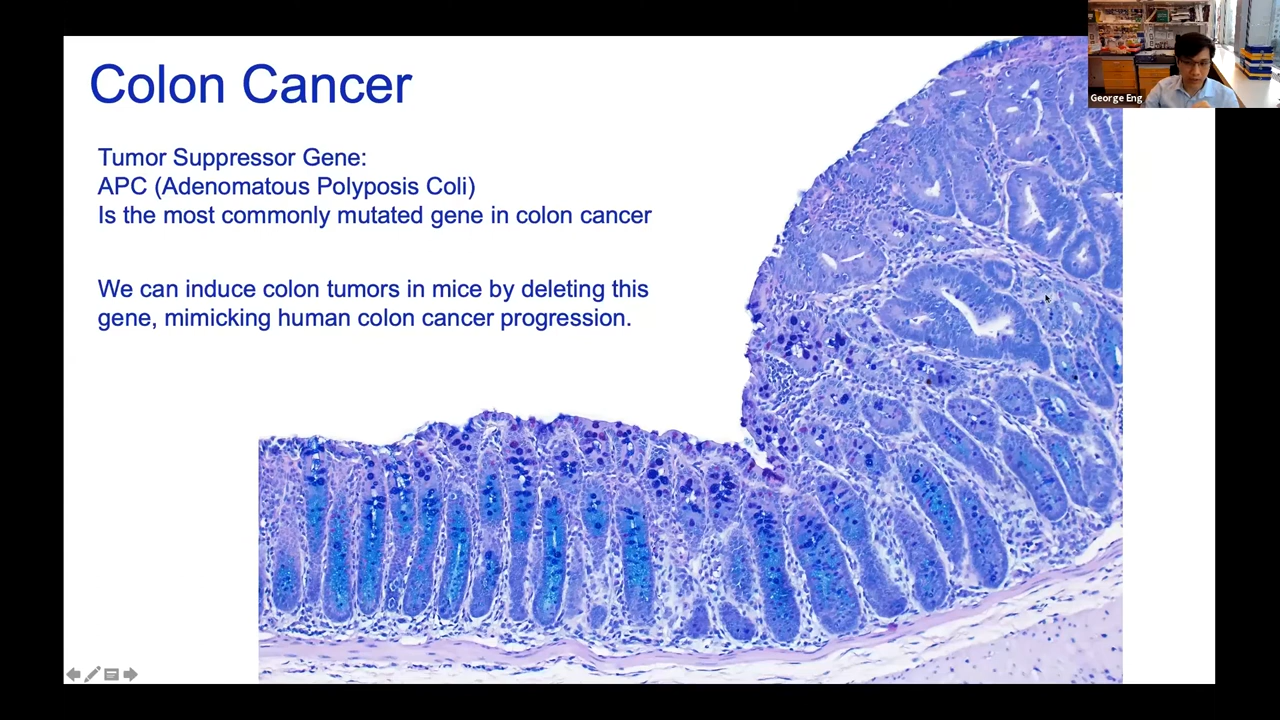 Colon Cancer
George Eng
Tumor Suppressor Gene:
APC (Adenomatous Polyposis Coli)
Is the most commonly mutated gene in colon cancer
We can induce colon tumors in mice by deleting this
gene, mimicking human colon cancer progression.